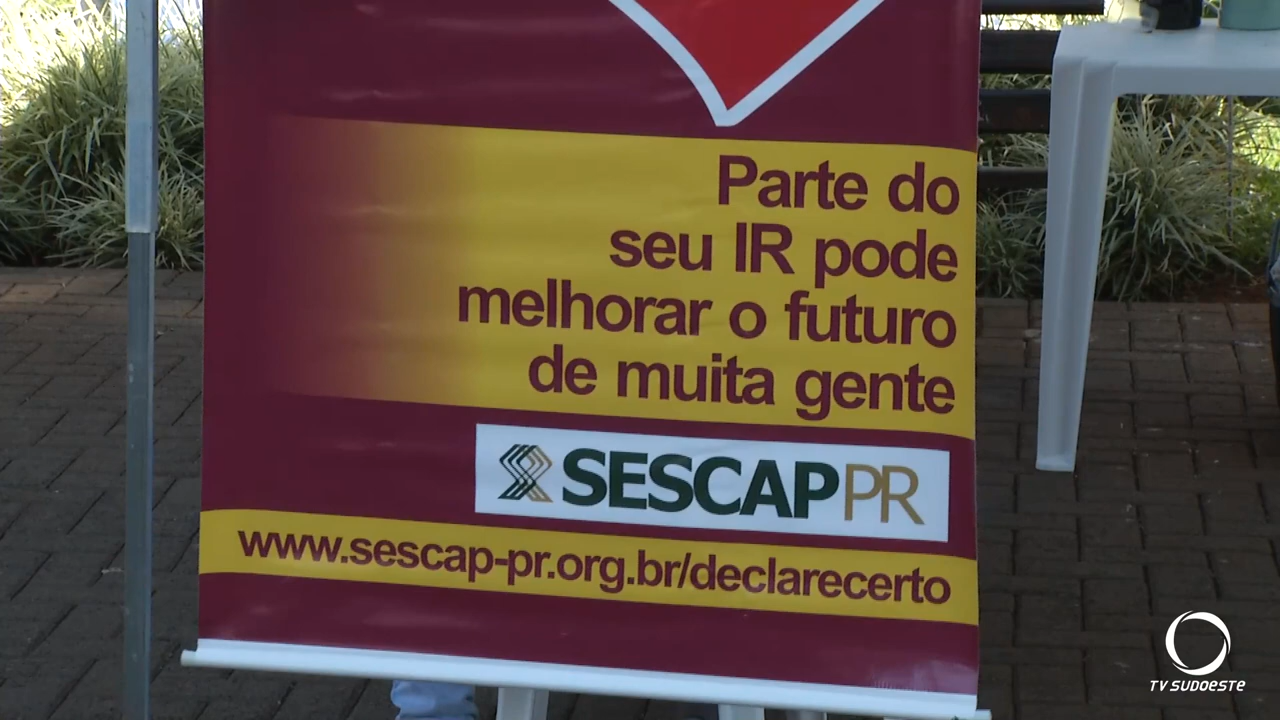 Parte do
seu IR pode
melhorar o futuro
de muita gente
SESCAP PR
www.sescap-pr.org.br/declarecerto
TV SUDOESTE